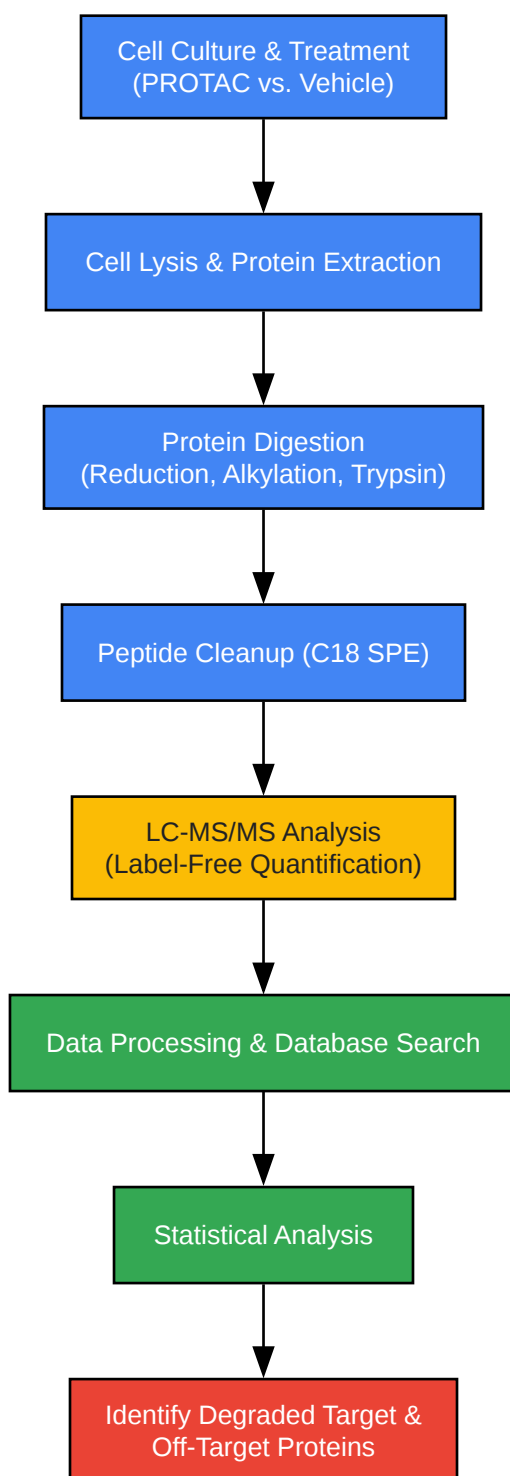 Cell Culture & Treatment
(PROTAC vs. Vehicle)
Cell Lysis & Protein Extraction
Protein Digestion
(Reduction, Alkylation, Trypsin)
Peptide Cleanup (C18 SPE)
LC-MS/MS Analysis
(Label-Free Quantification)
Data Processing & Database Search
Statistical Analysis
Identify Degraded Target &
Off-Target Proteins